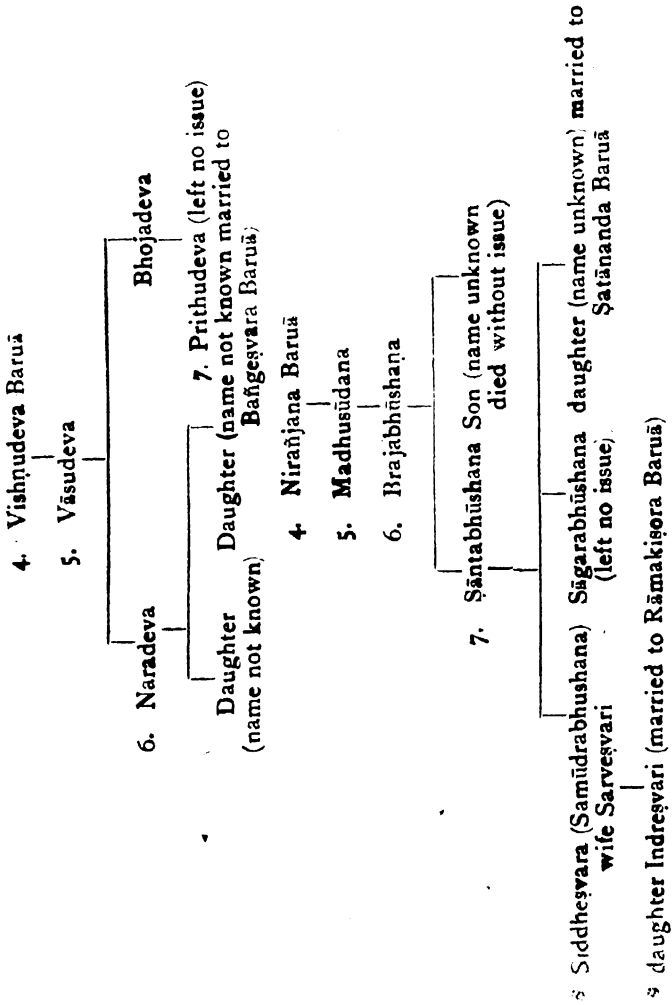 4. Vishṇudeva Baruā
5. Vāsudeva
6. Naradeva Bhojadeva
Daughter Daughter (name not known married to
(name not known) Bañgeṣvara Baruā)
7. Prithudeva (left no issue)
4. Nirañjana Baruā
5. Madhusūdana
6. Brajabhūshaṇa
7. Ṣāntabhūshana Son (name unknown
died without issue)
Siddheṣvara (Samūdrabhushana) Sāgarabhūshana daughter (name unknown) married to
wife Sarveṣvari (left no issue) Ṣatānanda Baruā
daughter Indreṣvari (married to Rāmakiṣora Baruā)